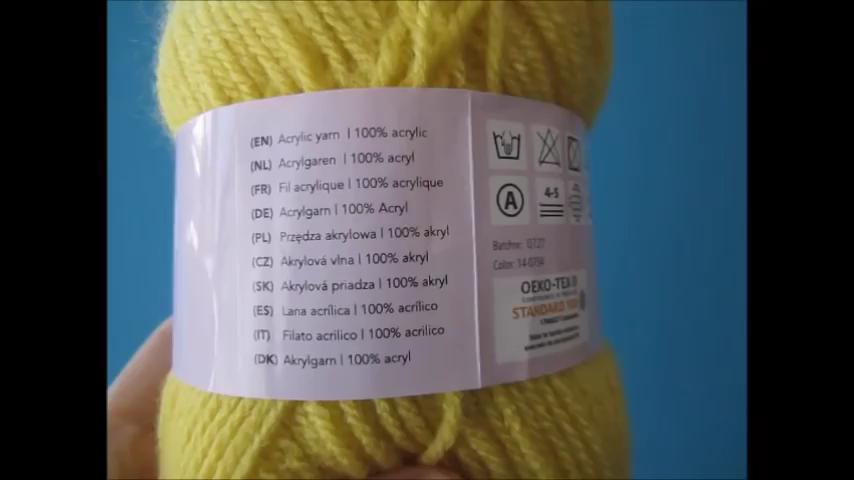 (EN) Acrylic yarn | 100% acrylic
(NL) Acrylgaren | 100% acryl
(FR) Fil acrylique | 100% acrylique
(DE) Acrylgarn | 100% Acryl
(PL) Przędza akrylowa | 100% akryl
(CZ) Akrylová vlna | 100% akryl
(SK) Akrylová priadza | 100% akryl
(ES) Lana acrílica | 100% acrílico
(IT) Filato acrilico | 100% acrilico
(DK) Akrylgarn | 100% acryl
A
4-5
Batchnr.
Color:
OEKO-TEX®
STANDARD 100